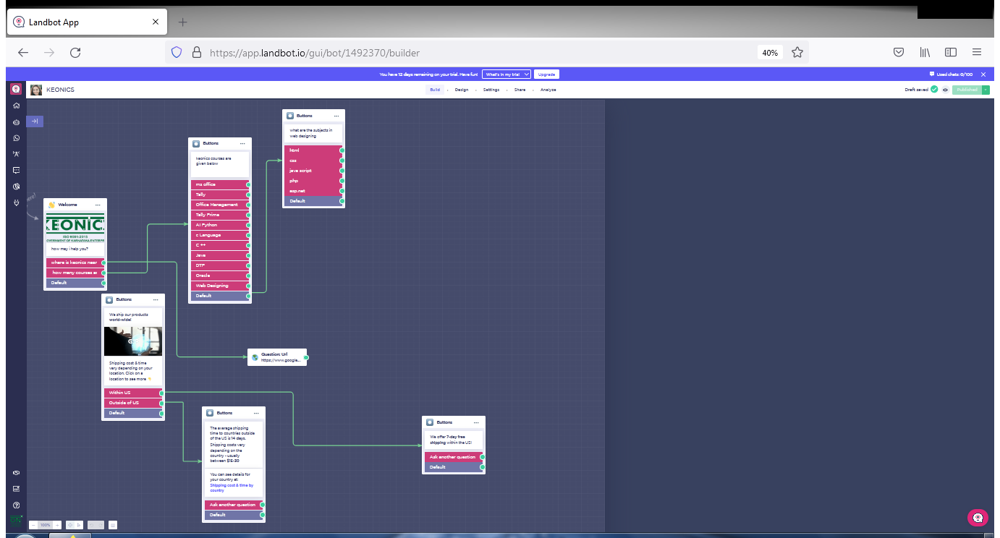 Landbot App
https://app.landbot.io/gui/bot/1492370/builder
40%
You have 12 days remaining on your trial. Have fun!
What's in my trial
Upgrade
Used chats: 0/100
KEONICS
Build
Design
Settings
Share
Analyze
Draft saved
Published
Buttons
what are the subjects in
web designing
html
css
java script
php
asp.net
Default
Buttons
keonics courses are
given below
ms office
Tally
Office Management
Tally Prime
AI Python
c Language
C ++
Java
DTP
Oracle
Web Designing
Default
Welcome
KEONIC
ISO 9001:2015
how may i help you?
where is keonics near
how many courses a
Default
Buttons
We ship our products
world-wide!
Shipping cost & time
vary depending on your
location. Click on a
location to see more
Within US
Outside of US
Default
Question: Url
https://www.google...
Buttons
The average shipping
time to countries outside
of the US is 14 days.
Shipping costs vary
depending on the
country - usually
between $15-30
You can see details for
your country at:
Shipping cost & time by
country
Ask another question
Default
Buttons
We offer 7-day free
shipping within the US!
Ask another question
Default
100%